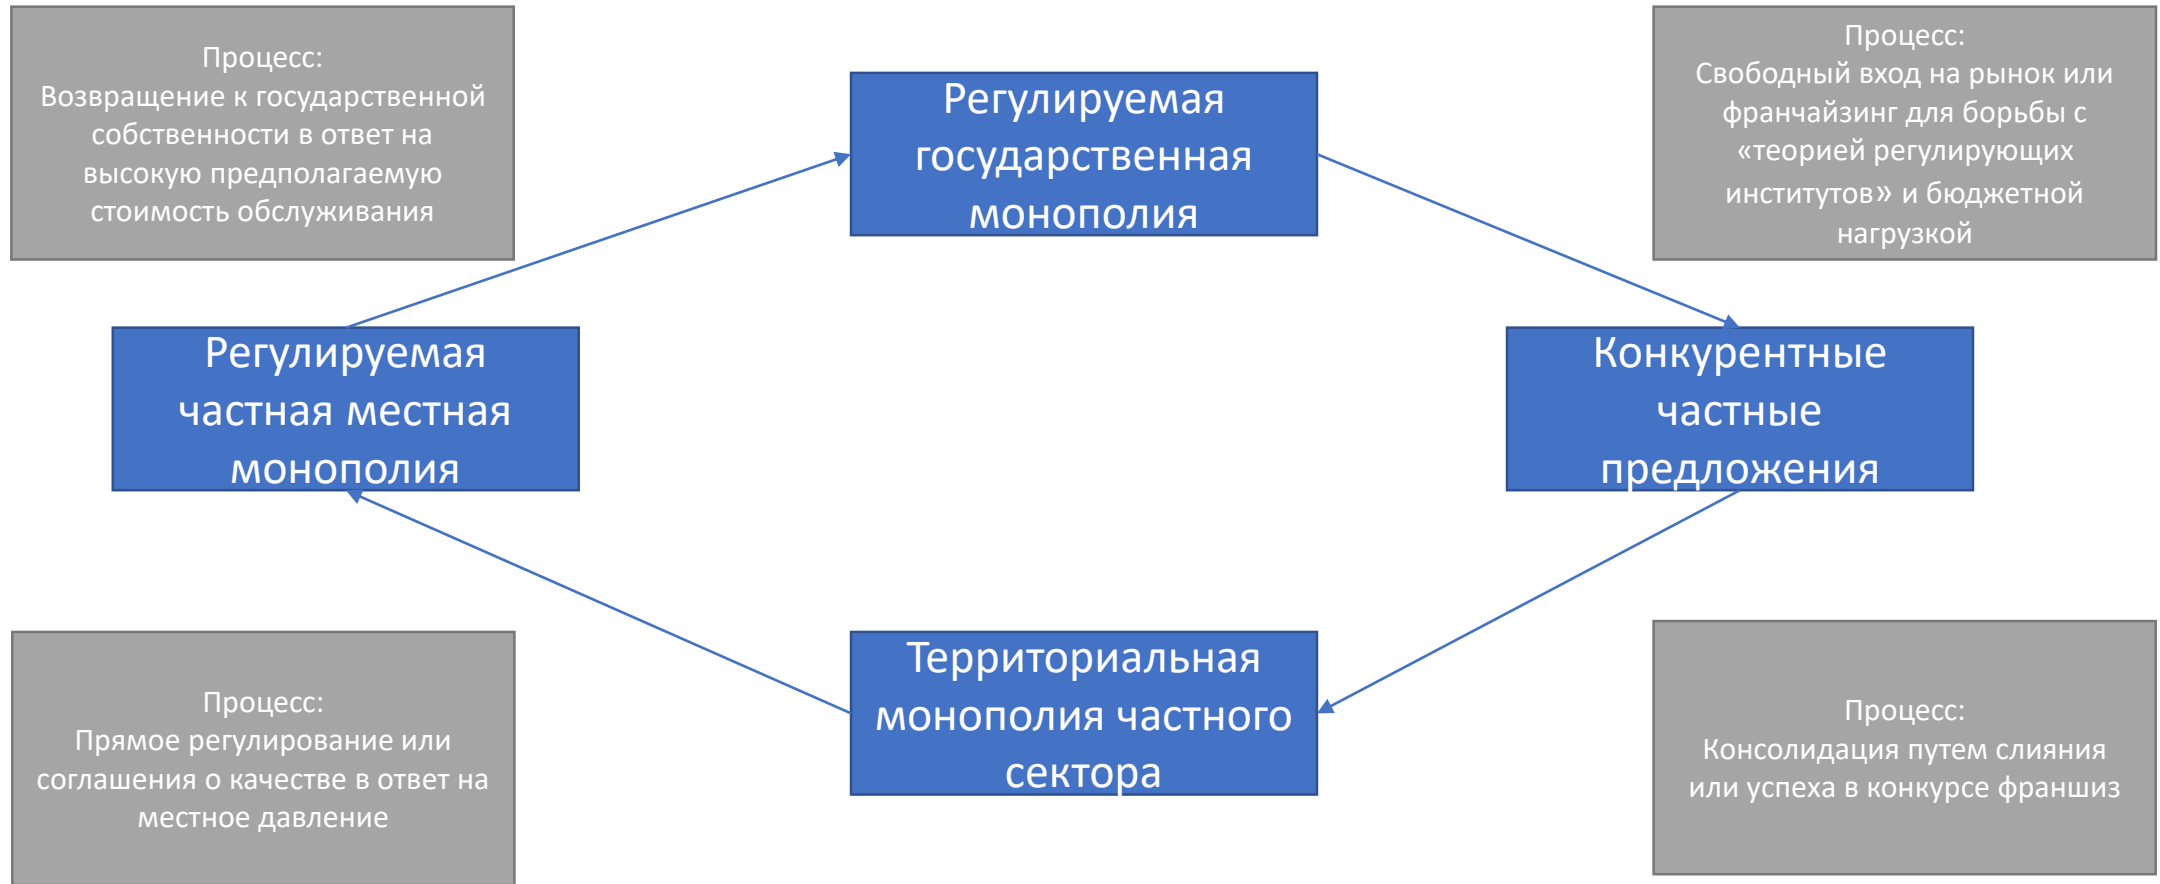 Процесс:
Возвращение к государственной
собственности в ответ на
высокую предполагаемую
стоимость обслуживания
Регулируемая
государственная
монополия
Процесс:
Свободный вход на рынок или
франчайзинг для борьбы с
«теорией регулирующих
институтов» и бюджетной
нагрузкой
Регулируемая
частная местная
монополия
Конкурентные
частные
предложения
Процесс:
Прямое регулирование или
соглашения о качестве в ответ на
местное давление
Территориальная
монополия частного
сектора
Процесс:
Консолидация путем слияния
или успеха в конкурсе франшиз